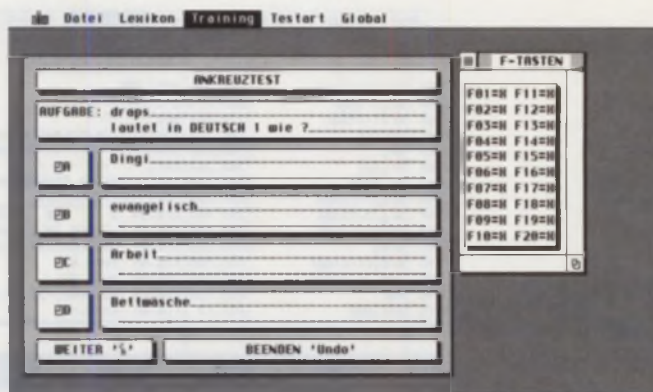 Datei Lexikon Training Testart Global
ANKREUZTEST
AUFGABE: draps
lautet in DEUTSCH 1 wie ?
A
Dingi
B
evangelisch
C
Arbeit
D
Bettwäsche
WEITER
BEENDEN 'Undo'
F-TASTEN
F01=N F11=N
F02=N F12=N
F03=N F13=N
F04=N F14=N
F05=N F15=N
F06=N F16=N
F07=N F17=N
F08=N F18=N
F09=N F19=N
F10=N F20=N